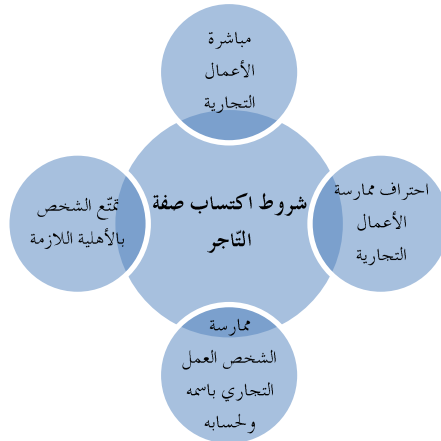 مباشرة
الأعمال
التجارية
شروط اكتساب صفة
التّاجر
احتراف ممارسة
الأعمال
التجارية
تمتّع الشخص
بالأهلية اللازمة
ممارسة
الشخص العمل
التجاري باسمه
ولحسابه